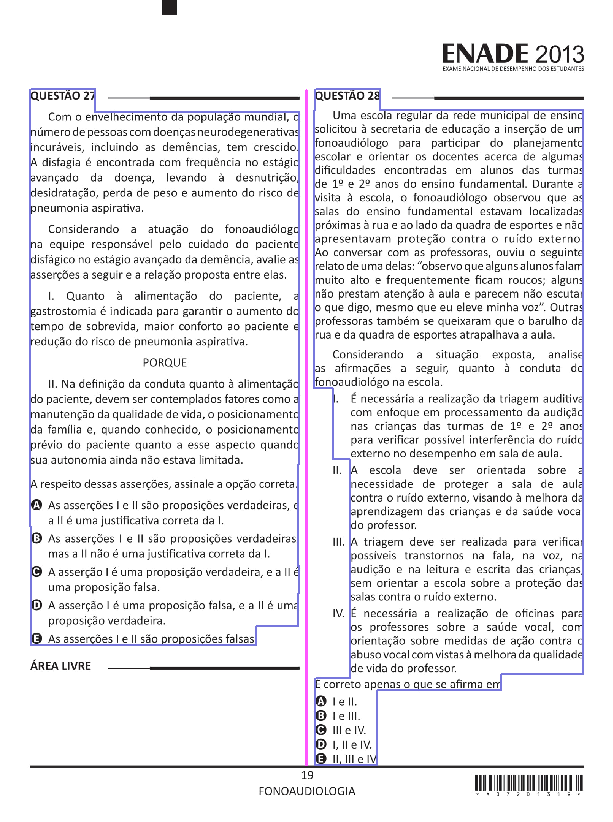 ENADE 2013
EXAME NACIONAL DE DESEMPENHO DOS ESTUDANTES
QUESTÃO 27
Com o envelhecimento da população mundial, o
número de pessoas com doenças neurodegenerativas
incuráveis, incluindo as demências, tem crescido.
A disfagia é encontrada com frequência no estágio
avançado da doença, levando à desnutrição,
desidratação, perda de peso e aumento do risco de
pneumonia aspirativa.
Considerando a atuação do fonoaudiólogo
na equipe responsável pelo cuidado do paciente
disfágico no estágio avançado da demência, avalie as
asserções a seguir e a relação proposta entre elas.
I. Quanto à alimentação do paciente, a
gastrostomia é indicada para garantir o aumento do
tempo de sobrevida, maior conforto ao paciente e
redução do risco de pneumonia aspirativa.
PORQUE
II. Na definição da conduta quanto à alimentação
do paciente, devem ser contemplados fatores como a
manutenção da qualidade de vida, o posicionamento
da família e, quando conhecido, o posicionamento
prévio do paciente quanto a esse aspecto quando
sua autonomia ainda não estava limitada.
A respeito dessas asserções, assinale a opção correta.
A As asserções I e II são proposições verdadeiras, e
a II é uma justificativa correta da I.
B As asserções I e II são proposições verdadeiras,
mas a II não é uma justificativa correta da I.
C A asserção I é uma proposição verdadeira, e a II é
uma proposição falsa.
D A asserção I é uma proposição falsa, e a II é uma
proposição verdadeira.
E As asserções I e II são proposições falsas.
ÁREA LIVRE
QUESTÃO 28
Uma escola regular da rede municipal de ensino
solicitou à secretaria de educação a inserção de um
fonoaudiólogo para participar do planejamento
escolar e orientar os docentes acerca de algumas
dificuldades encontradas em alunos das turmas
de 1º e 2º anos do ensino fundamental. Durante a
visita à escola, o fonoaudiólogo observou que as
salas do ensino fundamental estavam localizadas
próximas à rua e ao lado da quadra de esportes e não
apresentavam proteção contra o ruído externo.
Ao conversar com as professoras, ouviu o seguinte
relato de uma delas: “observo que alguns alunos falam
muito alto e frequentemente ficam roucos; alguns
não prestam atenção à aula e parecem não escutar
o que digo, mesmo que eu eleve minha voz”. Outras
professoras também se queixaram que o barulho da
rua e da quadra de esportes atrapalhava a aula.
Considerando a situação exposta, analise
as afirmações a seguir, quanto à conduta do
fonoaudiólogo na escola.
I. É necessária a realização da triagem auditiva
com enfoque em processamento da audição
nas crianças das turmas de 1º e 2º anos
para verificar possível interferência do ruído
externo no desempenho em sala de aula.
II. A escola deve ser orientada sobre a
necessidade de proteger a sala de aula
contra o ruído externo, visando à melhora da
aprendizagem das crianças e da saúde vocal
do professor.
III. A triagem deve ser realizada para verificar
possíveis transtornos na fala, na voz, na
audição e na leitura e escrita das crianças,
sem orientar a escola sobre a proteção das
salas contra o ruído externo.
IV. É necessária a realização de oficinas para
os professores sobre a saúde vocal, com
orientação sobre medidas de ação contra o
abuso vocal com vistas à melhora da qualidade
de vida do professor.
É correto apenas o que se afirma em
A I e II.
B I e III.
C III e IV.
D I, II e IV.
E II, III e IV.
19
FONOAUDIOLOGIA